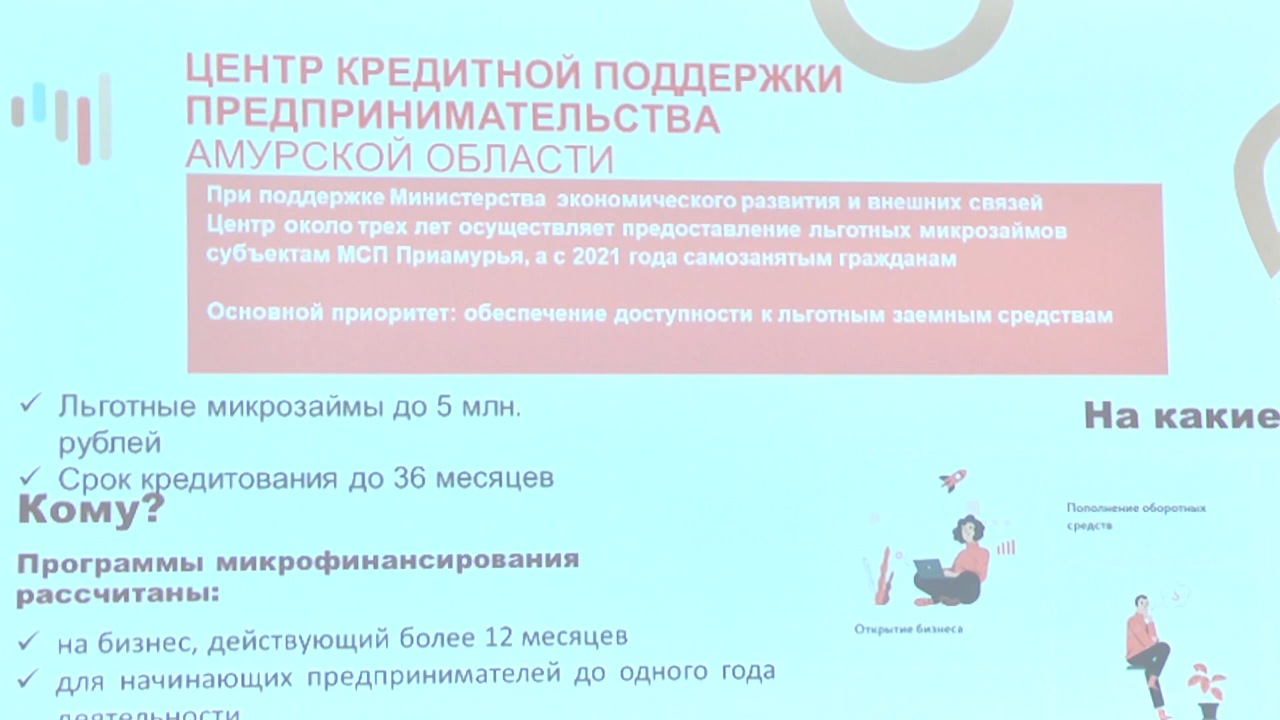 ЦЕНТР КРЕДИТНОЙ ПОДДЕРЖКИ
ПРЕДПРИНИМАТЕЛЬСТВА
АМУРСКОЙ ОБЛАСТИ
При поддержке Министерства экономического развития и внешних связей
Центр около трех лет осуществляет предоставление льготных микрозаймов
субъектам МСП Приамурья, а с 2021 года самозанятым гражданам
Основной приоритет: обеспечение доступности к льготным заемным средствам
✓ Льготные микрозаймы до 5 млн.
рублей
✓ Срок кредитования до 36 месяцев
Кому?
Программы микрофинансирования
рассчитаны:
✓ на бизнес, действующий более 12 месяцев
✓ для начинающих предпринимателей до одного года
деятельности
На какие
Пополнение оборотных
средств
Открытие бизнеса